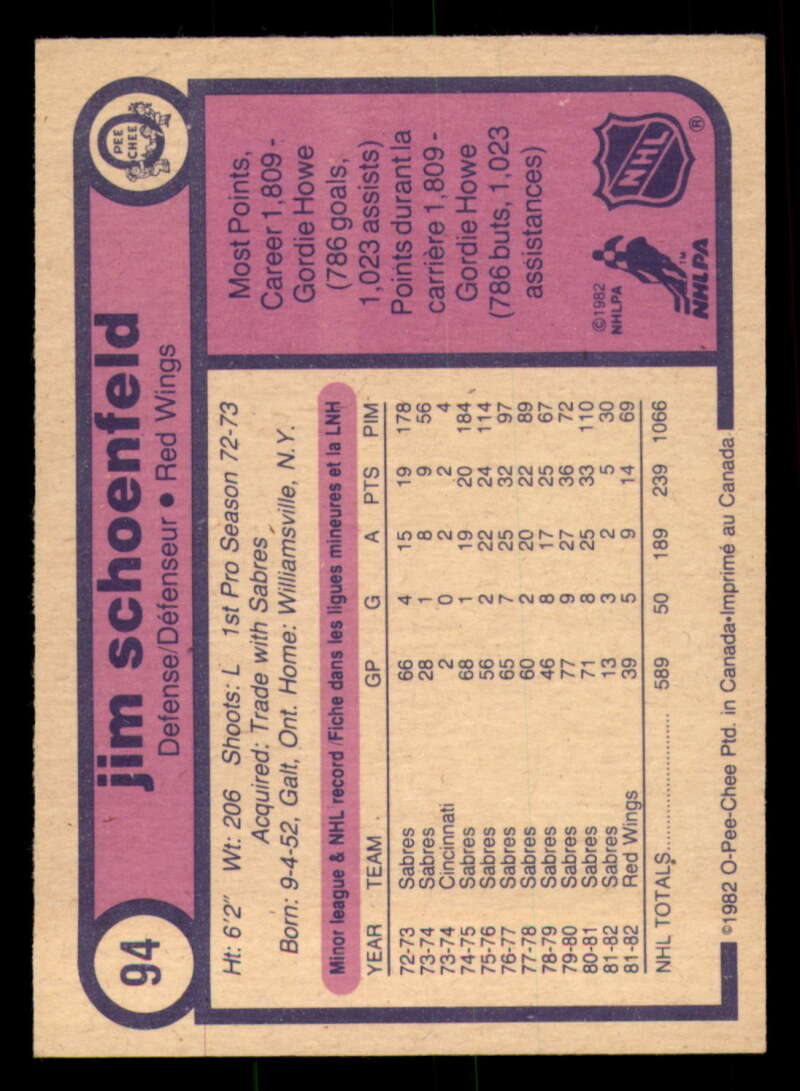 94
jim schoenfeld
Defense/Défenseur • Red Wings
PEE CHEE
Ht: 6'2" Wt: 206 Shoots: L 1st Pro Season 72-73
Acquired: Trade with Sabres
Born: 9-4-52, Galt, Ont. Home: Williamsville, N.Y.
Minor league & NHL record/Fiche dans les ligues mineures et la LNH
YEAR TEAM GP G A PTS PIM
72-73 Sabres 66 4 15 19 178
73-74 Sabres 28 1 8 9 56
73-74 Cincinnati 2 0 2 2 4
74-75 Sabres 68 1 19 20 184
75-76 Sabres 56 2 22 24 114
76-77 Sabres 65 7 25 32 97
77-78 Sabres 60 2 20 22 89
78-79 Sabres 46 8 17 25 67
79-80 Sabres 77 9 27 36 72
80-81 Sabres 71 8 25 33 110
81-82 Sabres 13 3 2 5 30
81-82 Red Wings 39 5 9 14 69
NHL TOTALS.................... 589 50 189 239 1066
Most Points,
Career 1,809 -
Gordie Howe
(786 goals,
1,023 assists)
Points durant la
carrière 1,809 -
Gordie Howe
(786 buts, 1,023
assistances)
©1982
NHLPA
NHLPA™
NHL®
©1982 O-Pee-Chee Ptd. in Canada•Imprimé au Canada